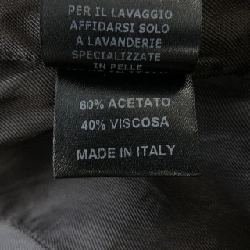 PER IL LAVAGGIO
AFFIDARSI SOLO
A LAVANDERIE
SPECIALIZZATE
IN PELLE
60% ACETATO
40% VISCOSA
MADE IN ITALY